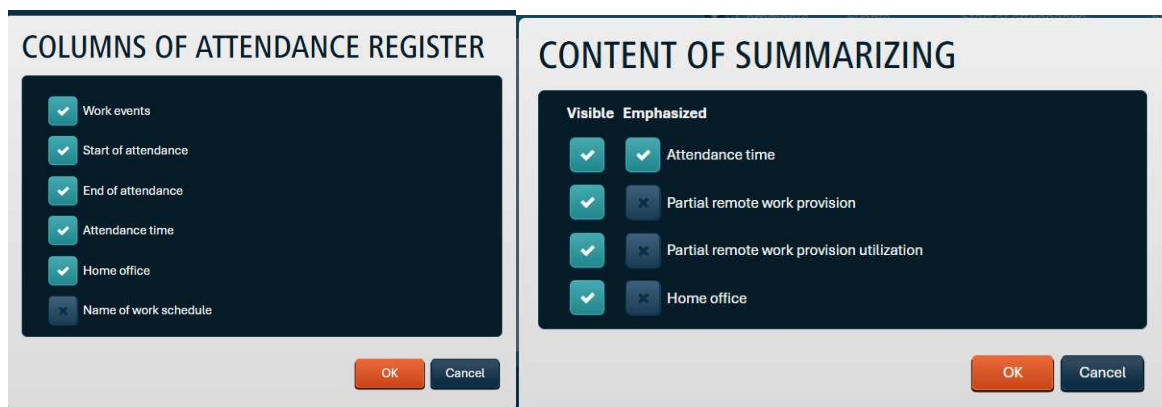 COLUMNS OF ATTENDANCE REGISTER
Work events
Start of attendance
End of attendance
Attendance time
Home office
Name of work schedule
OK Cancel
CONTENT OF SUMMARIZING
Visible Emphasized
Attendance time
Partial remote work provision
Partial remote work provision utilization
Home office
OK Cancel